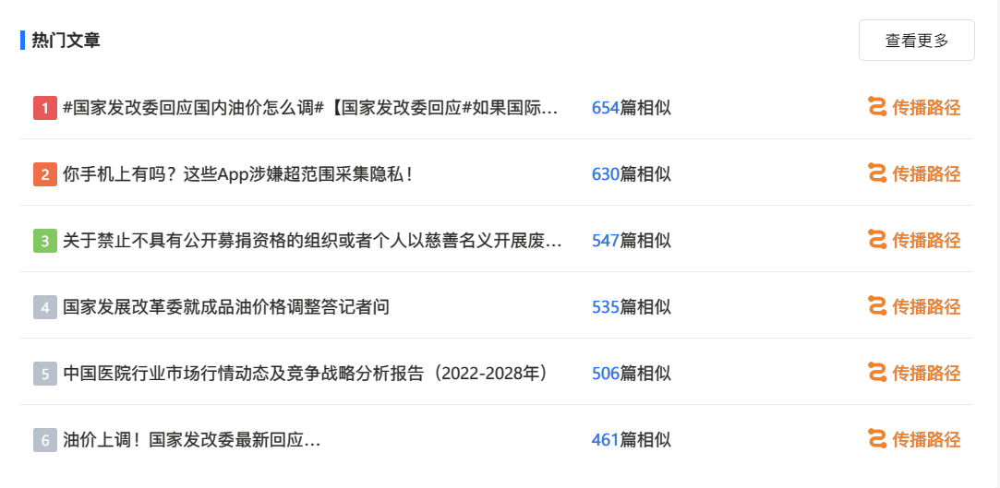 热门文章
查看更多
1 #国家发改委回应国内油价怎么调#【国家发改委回应#如果国际... 654篇相似 传播路径
2 你手机上有吗？这些App涉嫌超范围采集隐私！ 630篇相似 传播路径
3 关于禁止不具有公开募捐资格的组织或者个人以慈善名义开展废... 547篇相似 传播路径
4 国家发展改革委就成品油价格调整答记者问 535篇相似 传播路径
5 中国医院行业市场行情动态及竞争战略分析报告（2022-2028年） 506篇相似 传播路径
6 油价上调！国家发改委最新回应... 461篇相似 传播路径